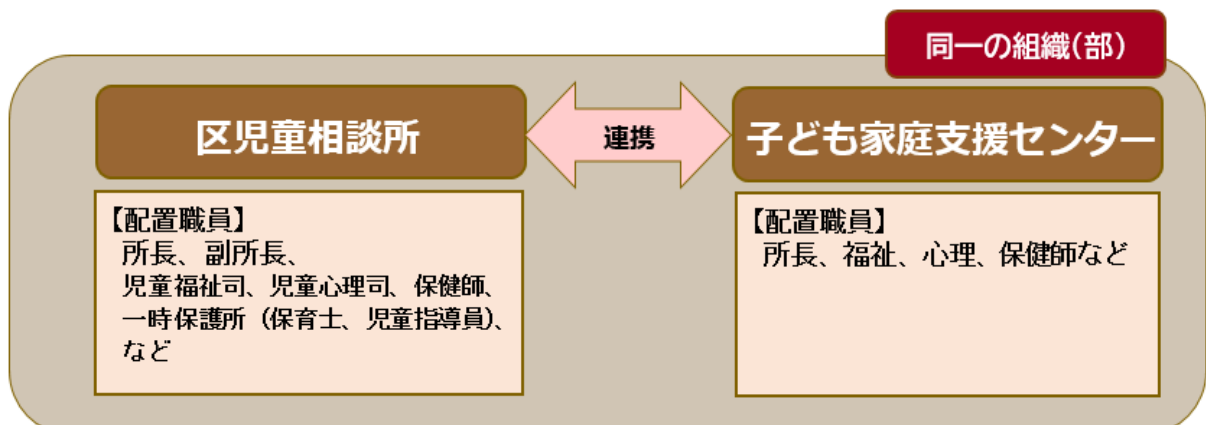 同一の組織(部)
区児童相談所
連携
子ども家庭支援センター
【配置職員】
所長、副所長、
児童福祉司、児童心理司、保健師、
一時保護所（保育士、児童指導員）、
など
【配置職員】
所長、福祉、心理、保健師など